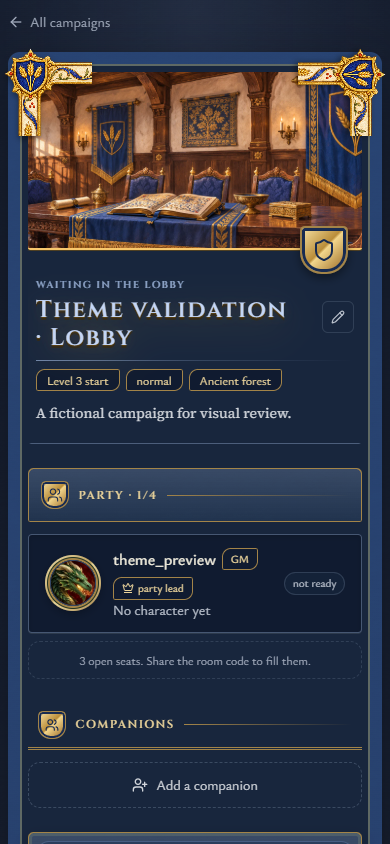 All campaigns
WAITING IN THE LOBBY
THEME VALIDATION
· LOBBY
Level 3 start normal Ancient forest
A fictional campaign for visual review.
PARTY · 1/4
theme_preview GM
party lead
not ready
No character yet
3 open seats. Share the room code to fill them.
COMPANIONS
Add a companion